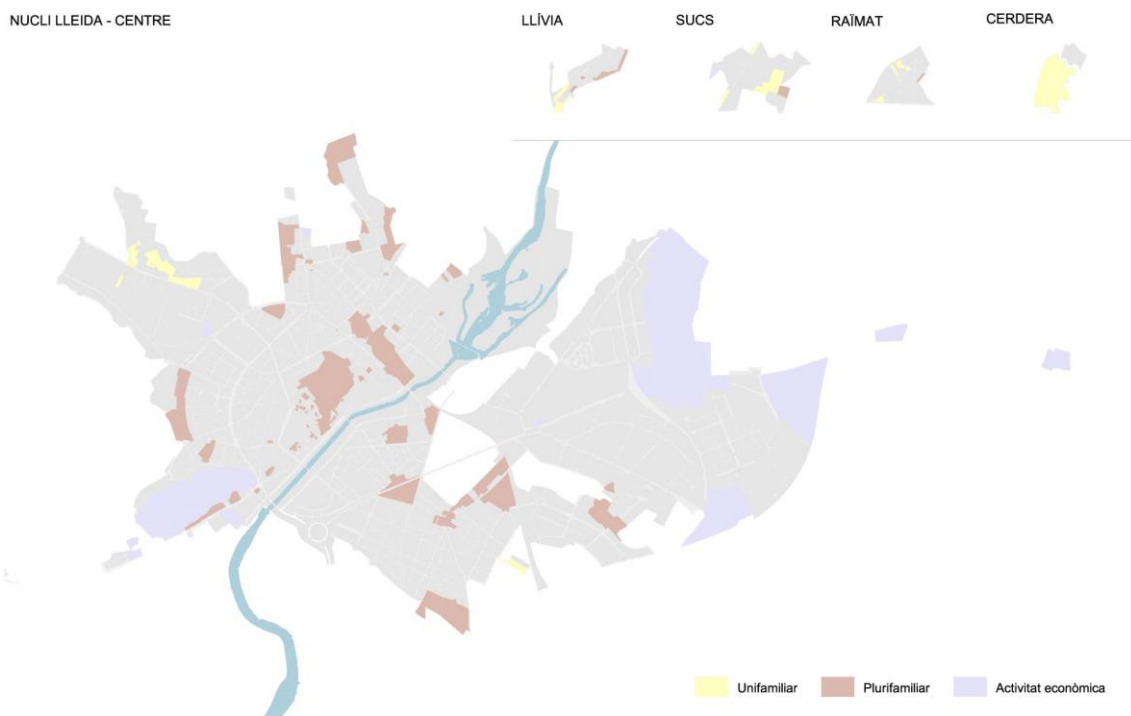 NUCLI LLEIDA - CENTRE
LLÍVIA
SUCS
RAÏMAT
CERDERA
Unifamiliar
Plurifamiliar
Activitat econòmica